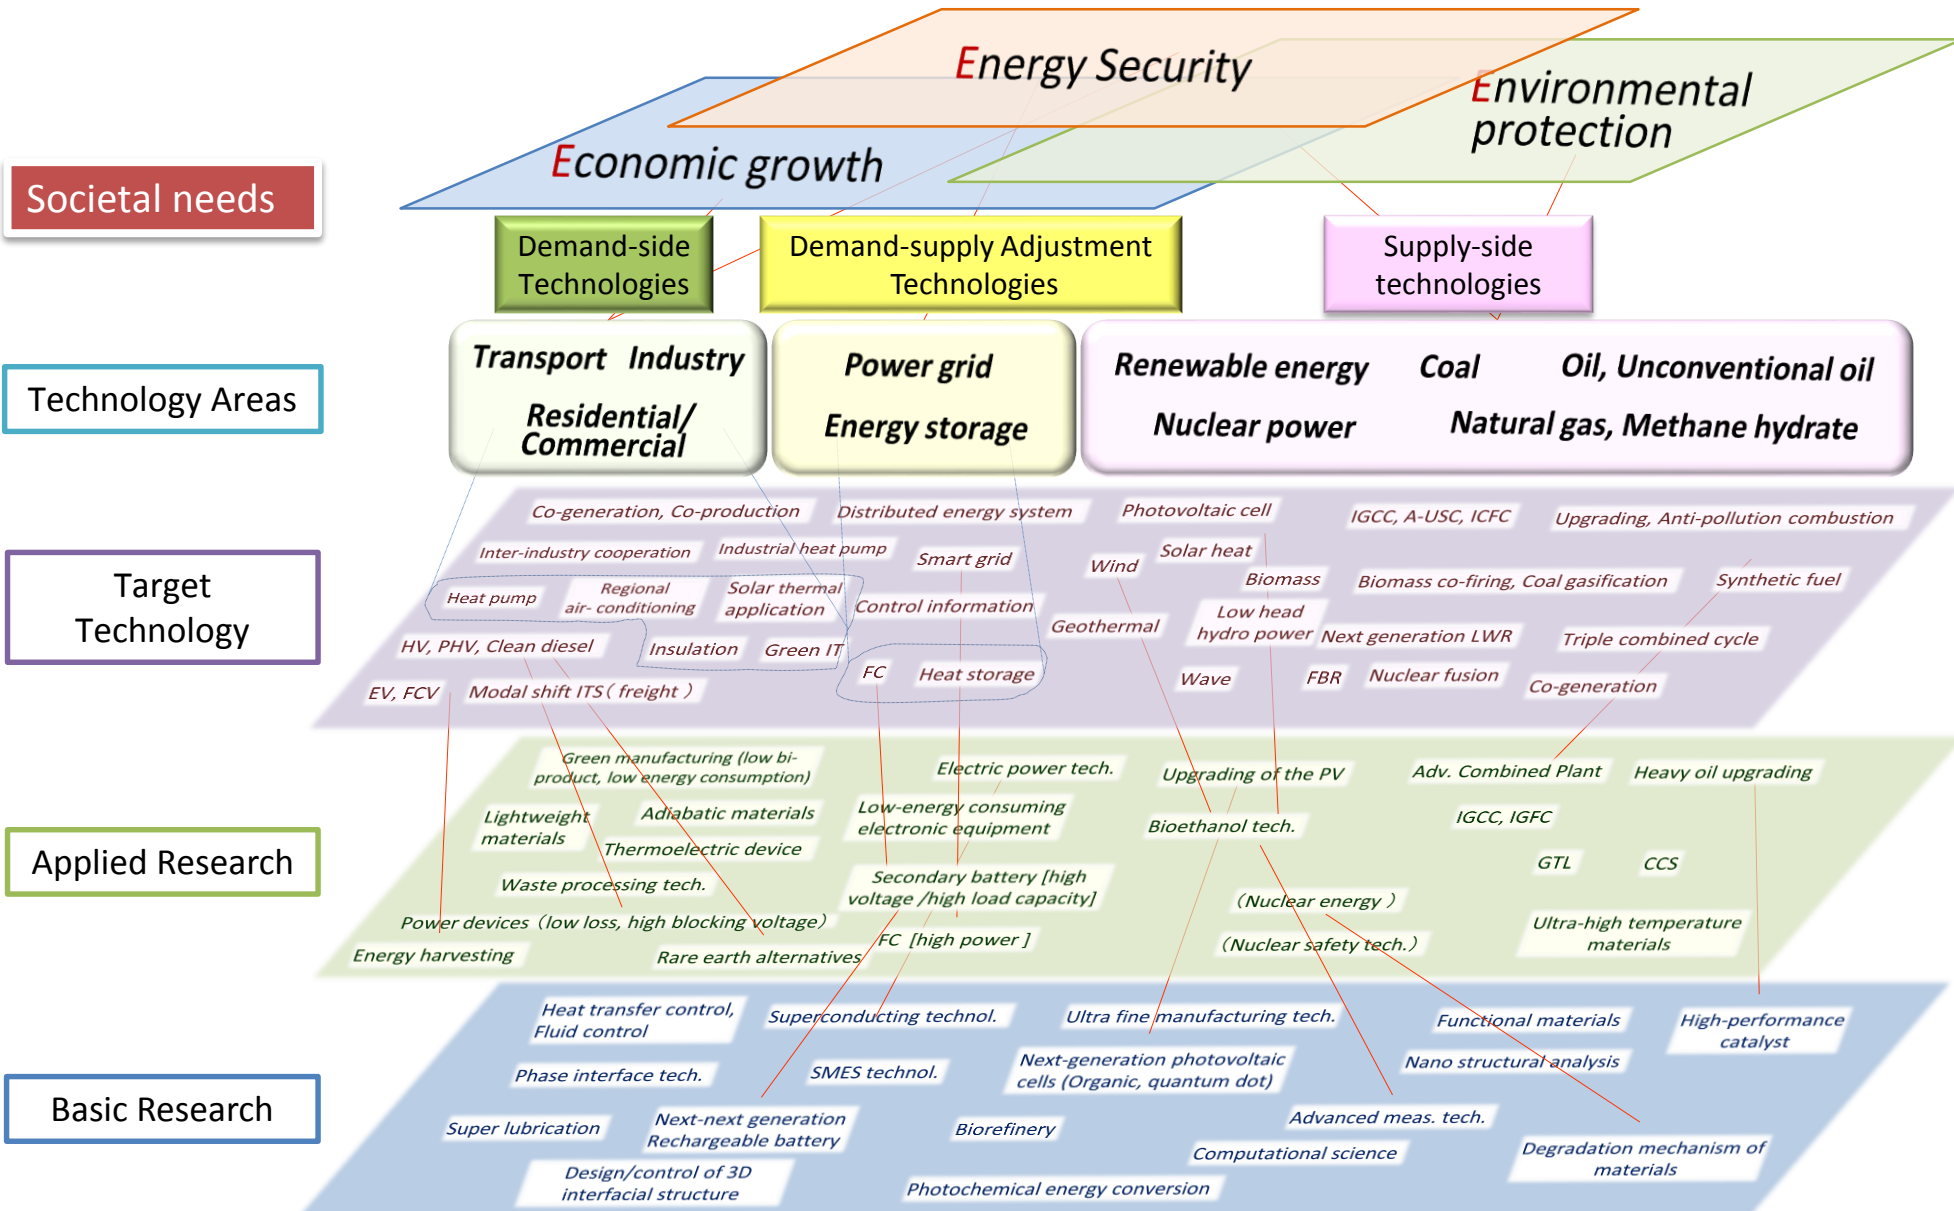 Energy Security
Environmental
protection
Economic growth
Societal needs
Demand-side
Technologies
Demand-supply Adjustment
Technologies
Supply-side
technologies
Technology Areas
Transport Industry
Residential/
Commercial
Power grid
Energy storage
Renewable energy Coal Oil, Unconventional oil
Nuclear power Natural gas, Methane hydrate
Target
Technology
Co-generation, Co-production
Distributed energy system
Photovoltaic cell
IGCC, A-USC, ICFC
Upgrading, Anti-pollution combustion
Inter-industry cooperation
Industrial heat pump
Smart grid
Wind
Solar heat
Biomass
Biomass co-firing, Coal gasification
Synthetic fuel
Heat pump
Regional
air- conditioning
Solar thermal
application
Control information
Geothermal
Low head
hydro power
Next generation LWR
Triple combined cycle
HV, PHV, Clean diesel
Insulation
Green IT
FC
Heat storage
Wave
FBR
Nuclear fusion
Co-generation
EV, FCV
Modal shift ITS( freight )
Applied Research
Green manufacturing (low bi-
product, low energy consumption)
Electric power tech.
Upgrading of the PV
Adv. Combined Plant
Heavy oil upgrading
Lightweight
materials
Adiabatic materials
Low-energy consuming
electronic equipment
Bioethanol tech.
IGCC, IGFC
Thermoelectric device
GTL
CCS
Waste processing tech.
Secondary battery [high
voltage /high load capacity]
(Nuclear energy )
Power devices (low loss, high blocking voltage)
FC [high power ]
(Nuclear safety tech.)
Ultra-high temperature
materials
Energy harvesting
Rare earth alternatives
Basic Research
Heat transfer control,
Fluid control
Superconducting technol.
Ultra fine manufacturing tech.
Functional materials
High-performance
catalyst
Phase interface tech.
SMES technol.
Next-generation photovoltaic
cells (Organic, quantum dot)
Nano structural analysis
Super lubrication
Next-next generation
Rechargeable battery
Biorefinery
Advanced meas. tech.
Computational science
Degradation mechanism of
materials
Design/control of 3D
interfacial structure
Photochemical energy conversion